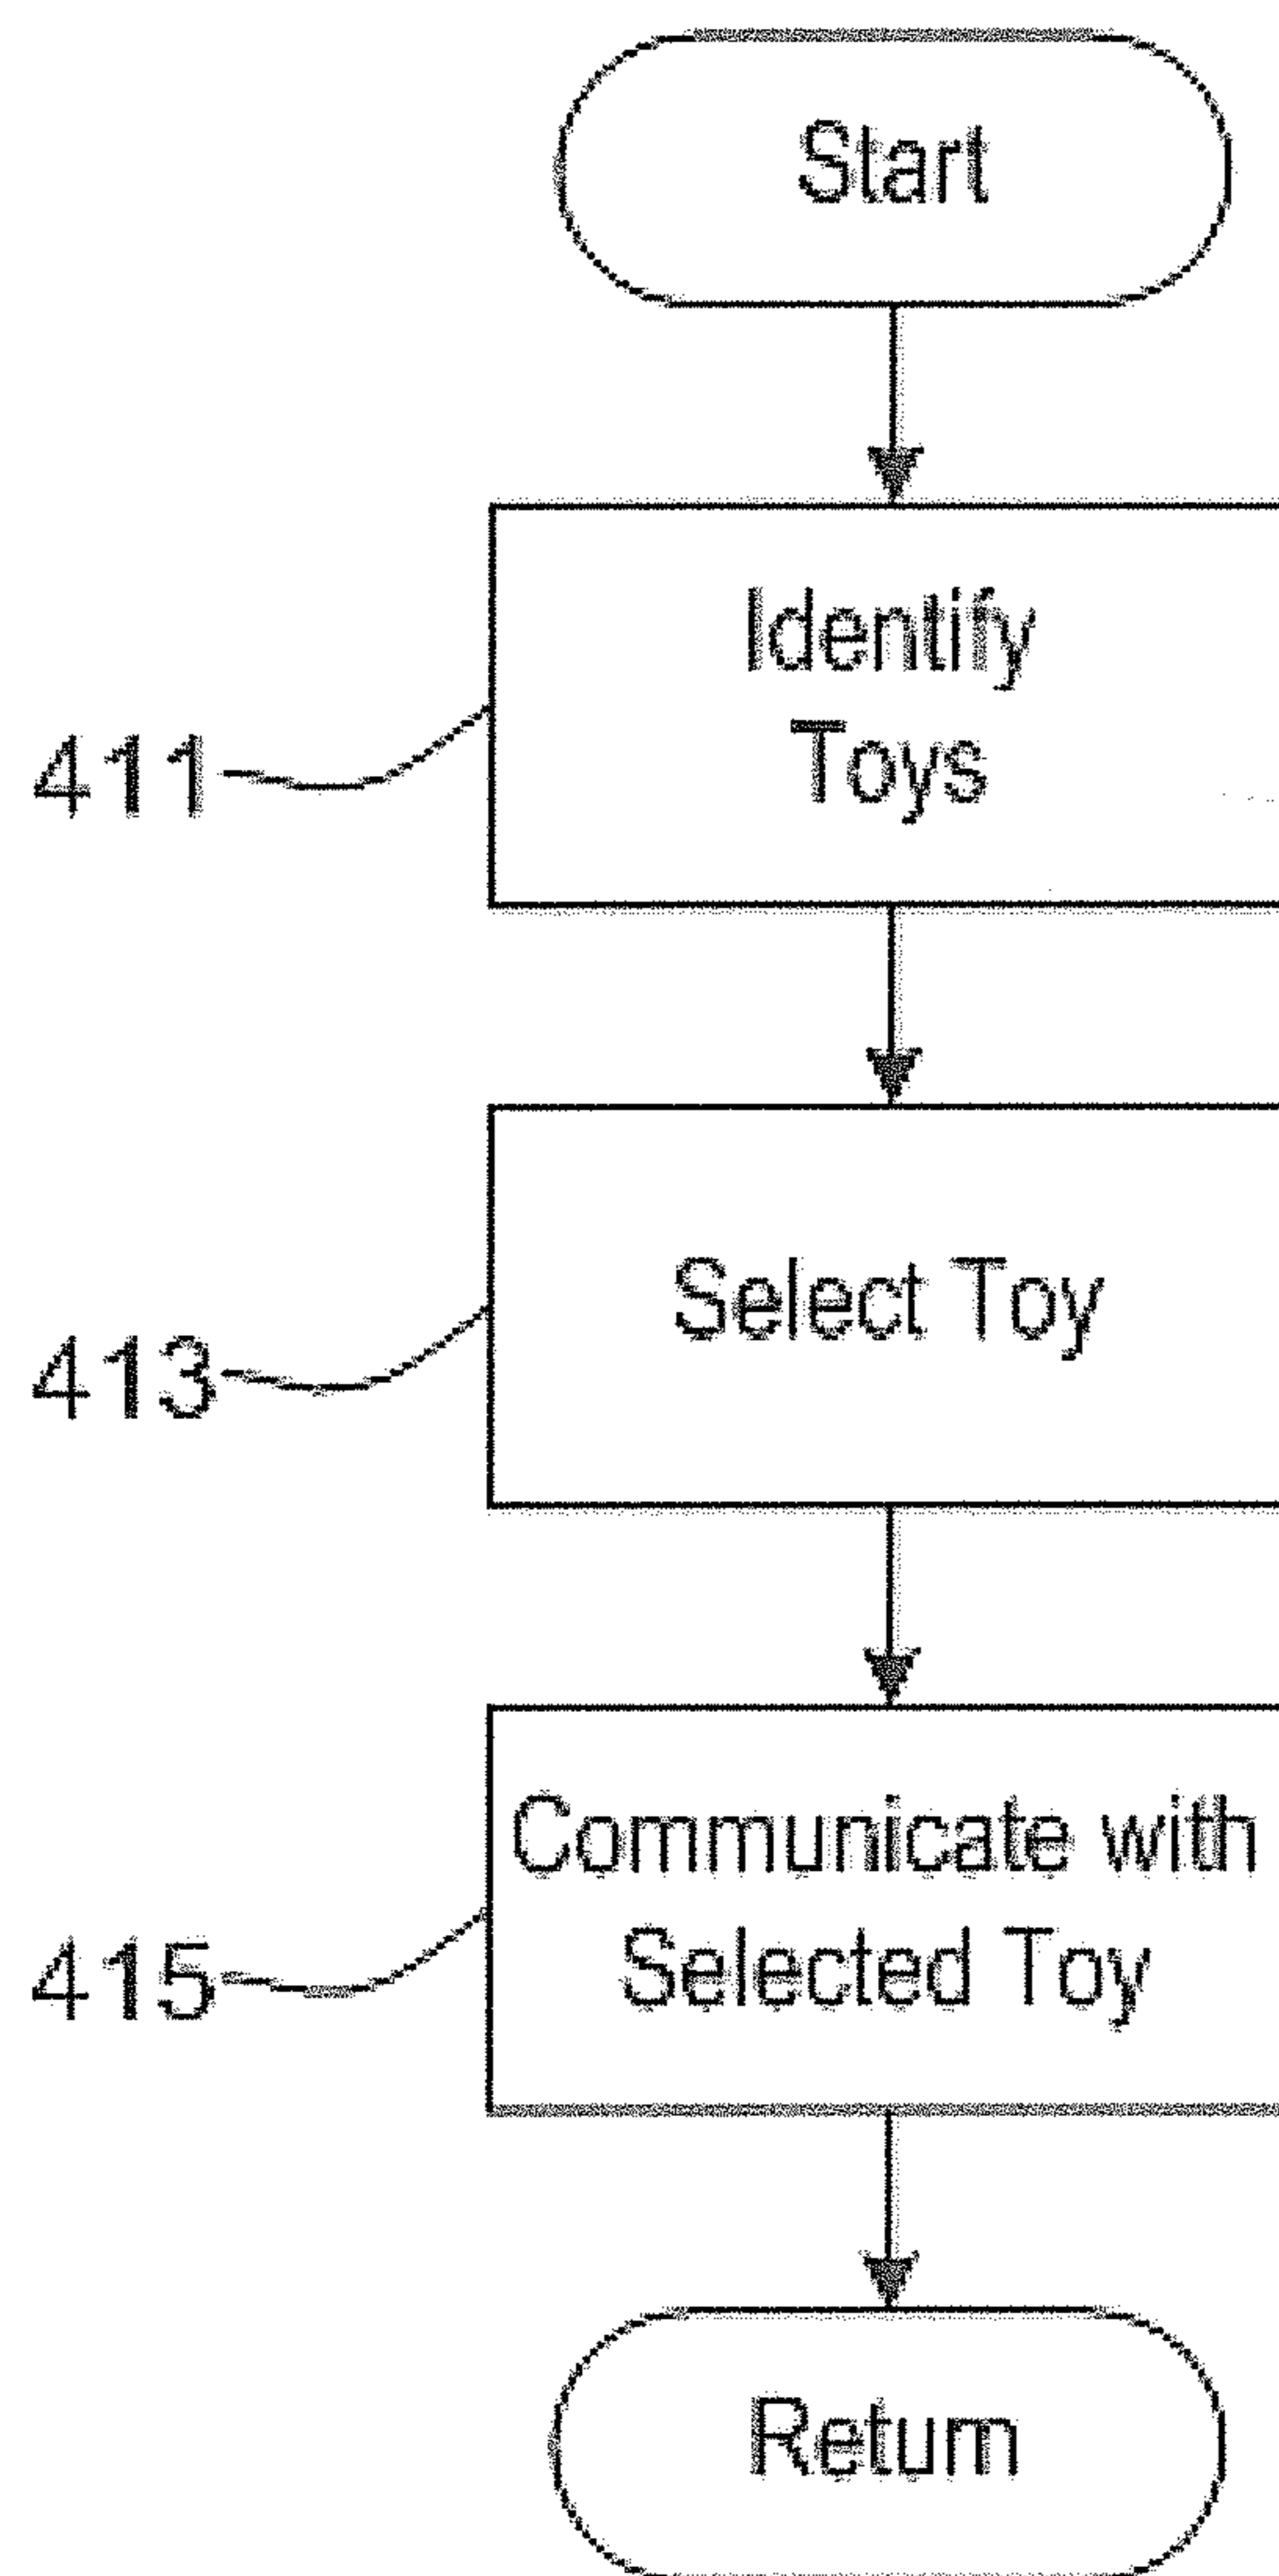 Start
Identify
Toys
411
Select Toy
413
Communicate with
Selected Toy
415
Return